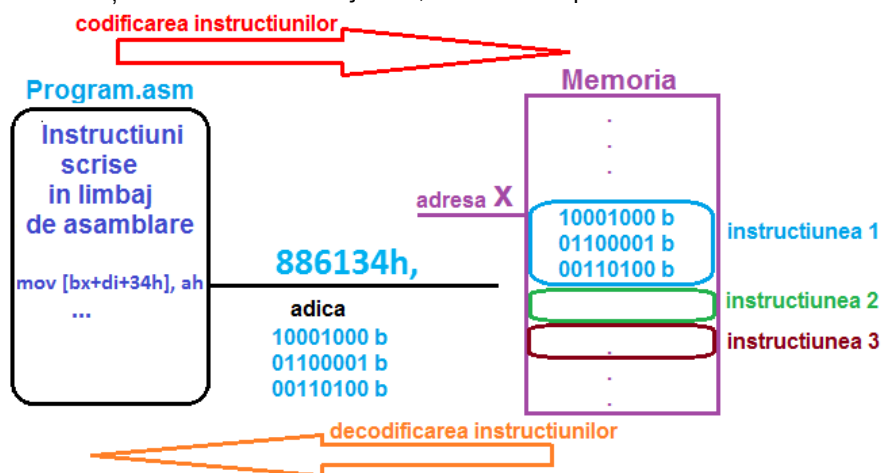 codificarea instructiunilor
Program.asm
Instructiuni
scrise
in limbaj
de asamblare
mov [bx+di+34h], ah
...
886134h,
adica
10001000 b
01100001 b
00110100 b
Memoria
adresa X
10001000 b
01100001 b
00110100 b
instructiunea 1
instructiunea 2
instructiunea 3
decodificarea instructiunilor